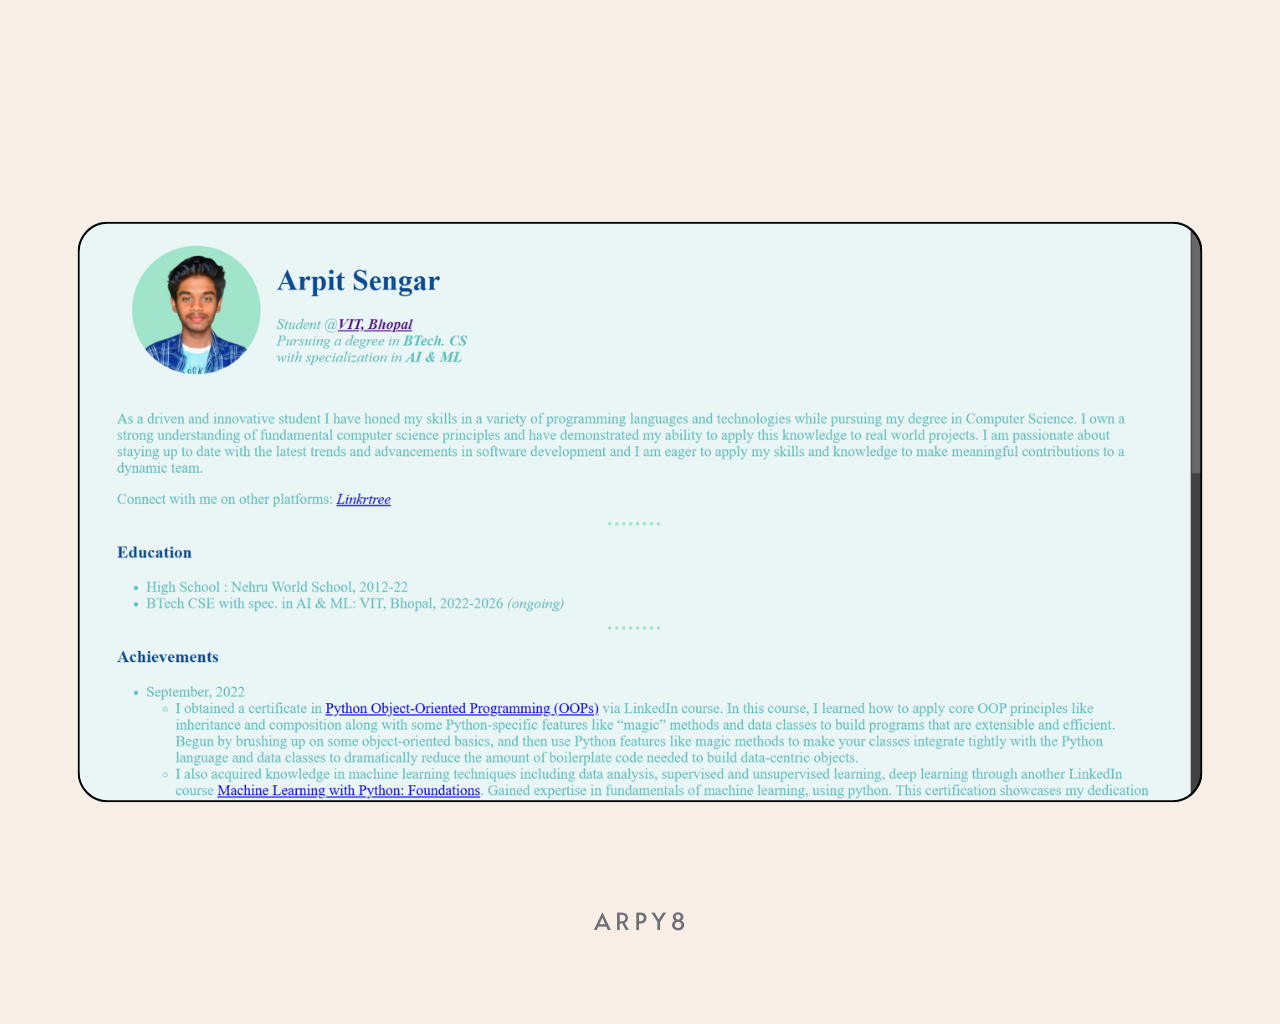 Arpit Sengar
Student @VIT, Bhopal
Pursuing a degree in BTech. CS
with specialization in AI & ML
As a driven and innovative student I have honed my skills in a variety of programming languages and technologies while pursuing my degree in Computer Science. I own a
strong understanding of fundamental computer science principles and have demonstrated my ability to apply this knowledge to real world projects. I am passionate about
staying up to date with the latest trends and advancements in software development and I am eager to apply my skills and knowledge to make meaningful contributions to a
dynamic team.
Connect with me on other platforms: Linkrtree
Education
• High School : Nehru World School, 2012-22
• BTech CSE with spec. in AI & ML: VIT, Bhopal, 2022-2026 (ongoing)
Achievements
• September, 2022
◦ I obtained a certificate in Python Object-Oriented Programming (OOPs) via LinkedIn course. In this course, I learned how to apply core OOP principles like
inheritance and composition along with some Python-specific features like “magic” methods and data classes to build programs that are extensible and efficient.
Begun by brushing up on some object-oriented basics, and then use Python features like magic methods to make your classes integrate tightly with the Python
language and data classes to dramatically reduce the amount of boilerplate code needed to build data-centric objects.
◦ I also acquired knowledge in machine learning techniques including data analysis, supervised and unsupervised learning, deep learning through another LinkedIn
course Machine Learning with Python: Foundations. Gained expertise in fundamentals of machine learning, using python. This certification showcases my dedication
ARPY8